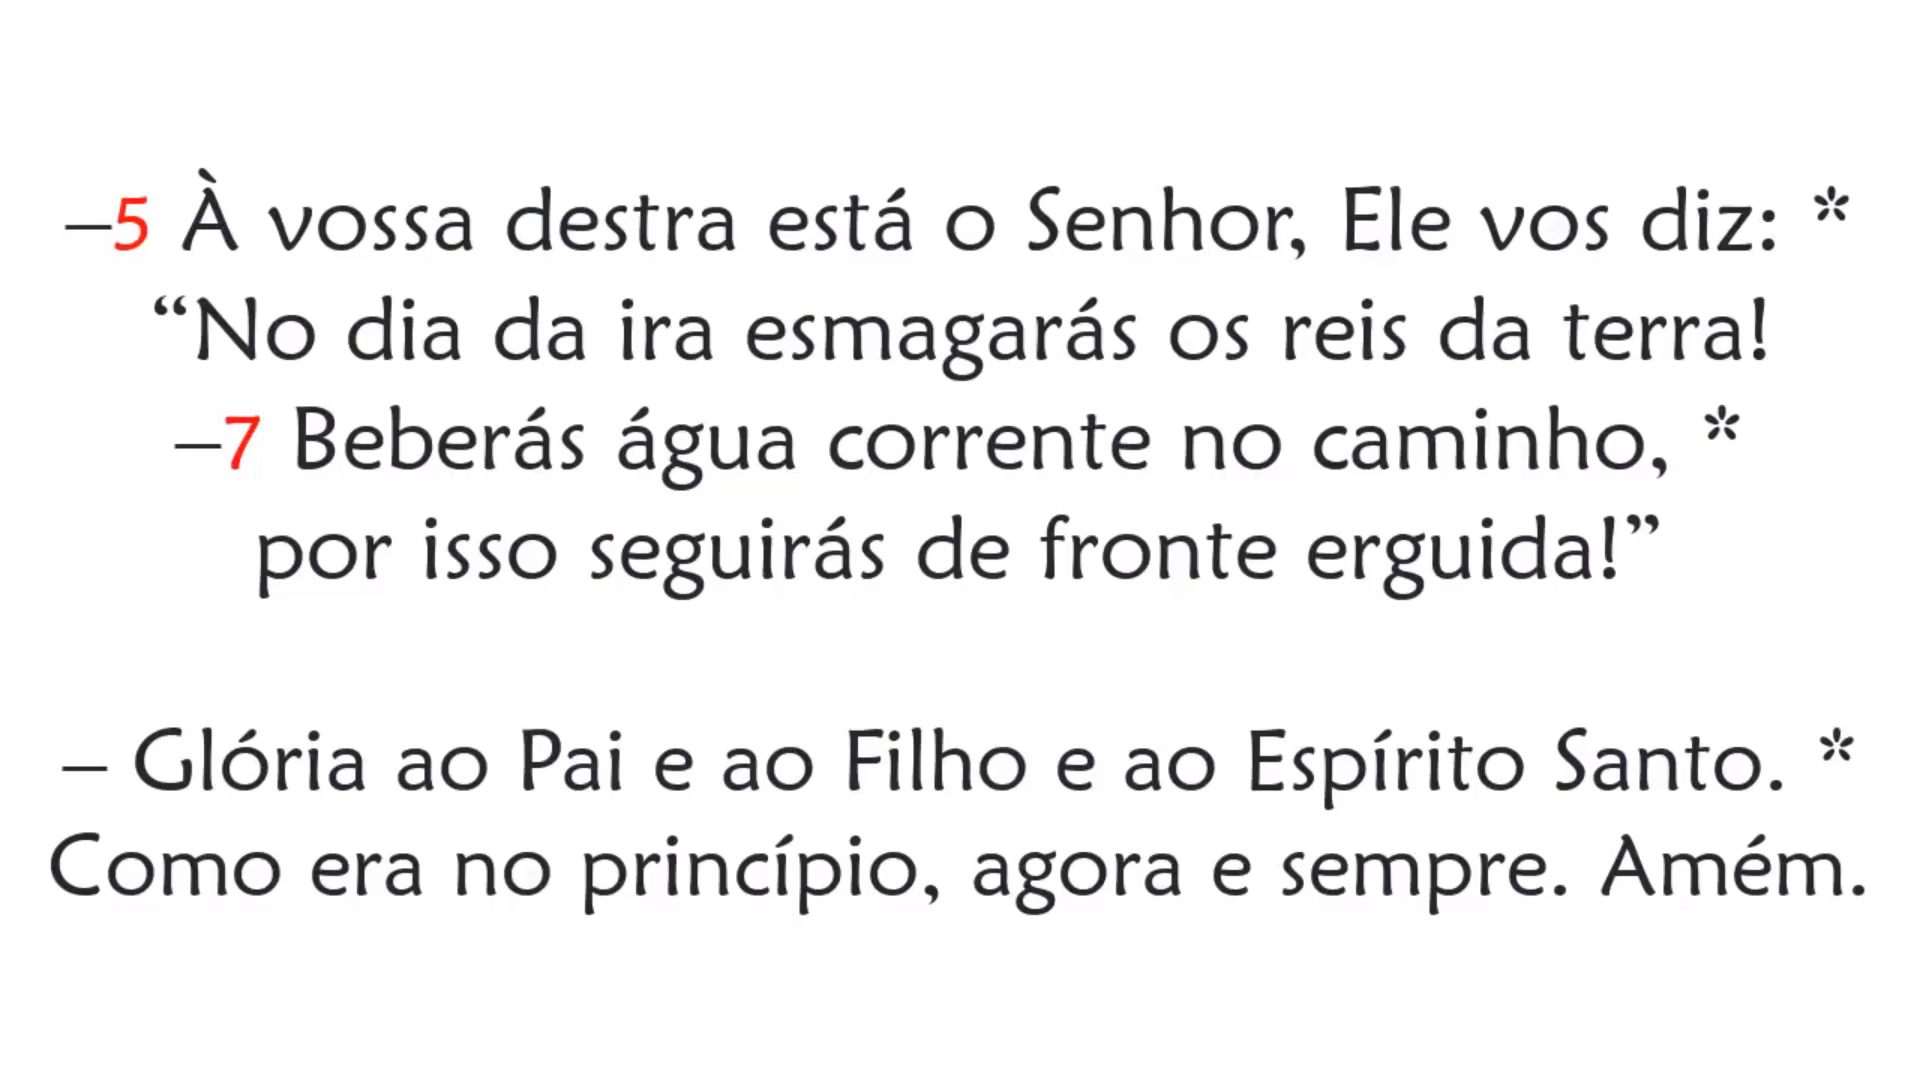 –5 À vossa destra está o Senhor, Ele vos diz: *
“No dia da ira esmagarás os reis da terra!
–7 Beberás água corrente no caminho, *
por isso seguirás de fronte erguida!”
– Glória ao Pai e ao Filho e ao Espírito Santo. *
Como era no princípio, agora e sempre. Amém.